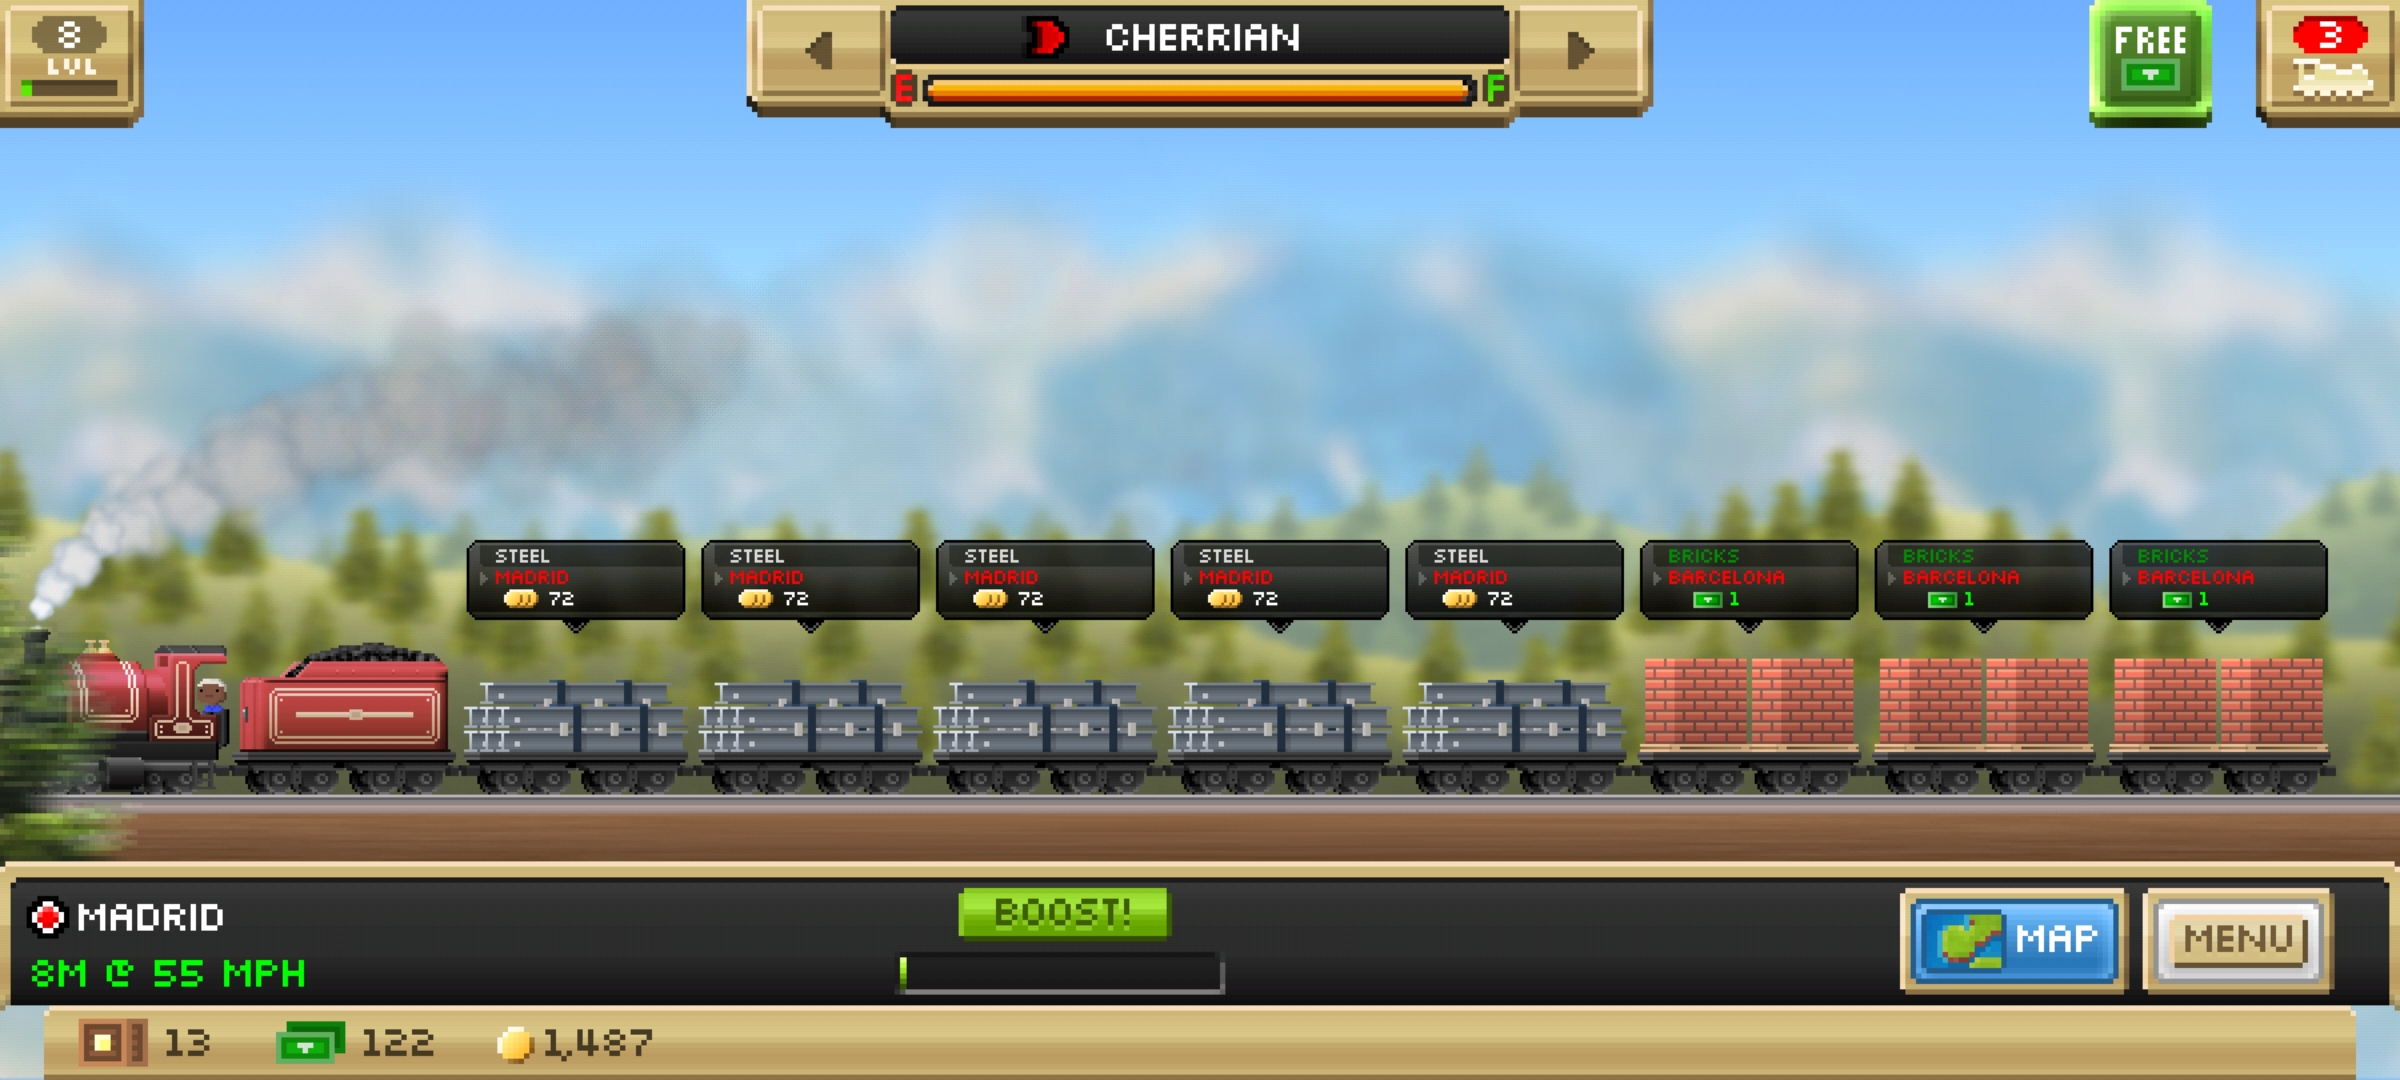 8
LVL
CHERRIAN
E F
FREE
3
STEEL
MADRID
72
STEEL
MADRID
72
STEEL
MADRID
72
STEEL
MADRID
72
STEEL
MADRID
72
BRICKS
BARCELONA
1
BRICKS
BARCELONA
1
BRICKS
BARCELONA
1
MADRID
8M @ 55 MPH
BOOST!
MAP
MENU
13 122 1,487